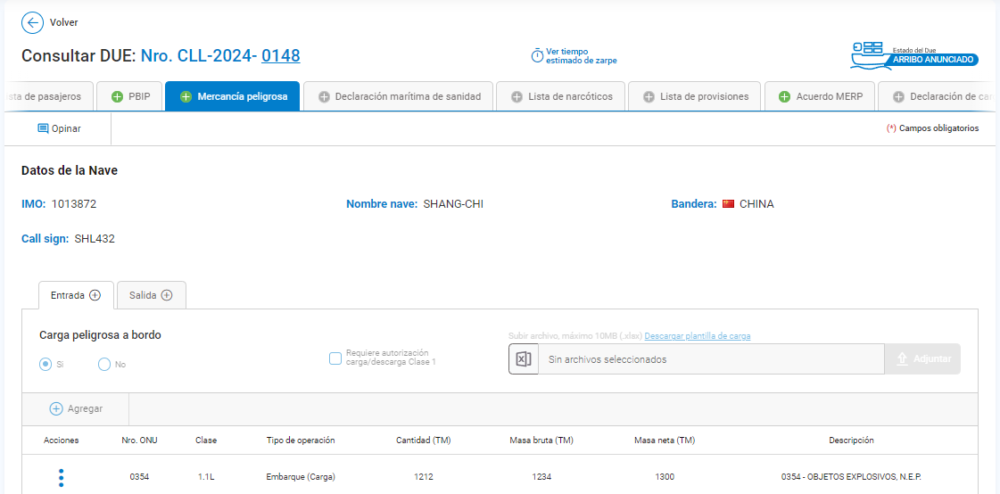 Volver
Consultar DUE: Nro. CLL-2024- 0148
Ver tiempo
estimado de zarpe
Estado del Due
ARRIBO ANUNCIADO
sta de pasajeros
PBIP
Mercancía peligrosa
Declaración marítima de sanidad
Lista de narcóticos
Lista de provisiones
Acuerdo MERP
Declaración de car
Opinar
(*) Campos obligatorios
Datos de la Nave
IMO: 1013872
Nombre nave: SHANG-CHI
Bandera: CHINA
Call sign: SHL432
Entrada
Salida
Carga peligrosa a bordo
Si
No
Requiere autorización
carga/descarga Clase 1
Subir archivo, máximo 10MB (.xlsx) Descargar plantilla de carga
Sin archivos seleccionados
Adjuntar
Agregar
Acciones Nro. ONU Clase Tipo de operación Cantidad (TM) Masa bruta (TM) Masa neta (TM) Descripción
0354 1.1L Embarque (Carga) 1212 1234 1300 0354 - OBJETOS EXPLOSIVOS, N.E.P.